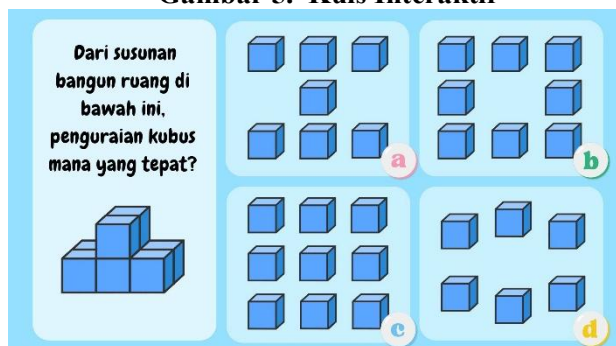 Gambar 3. Kuis Interaktif
Dari susunan
bangun ruang di
bawah ini,
penguraian kubus
mana yang tepat?
a
b
c
d